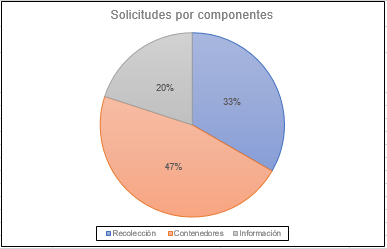 Solicitudes por componentes
20%
33%
47%
Recolección Contenedores Información